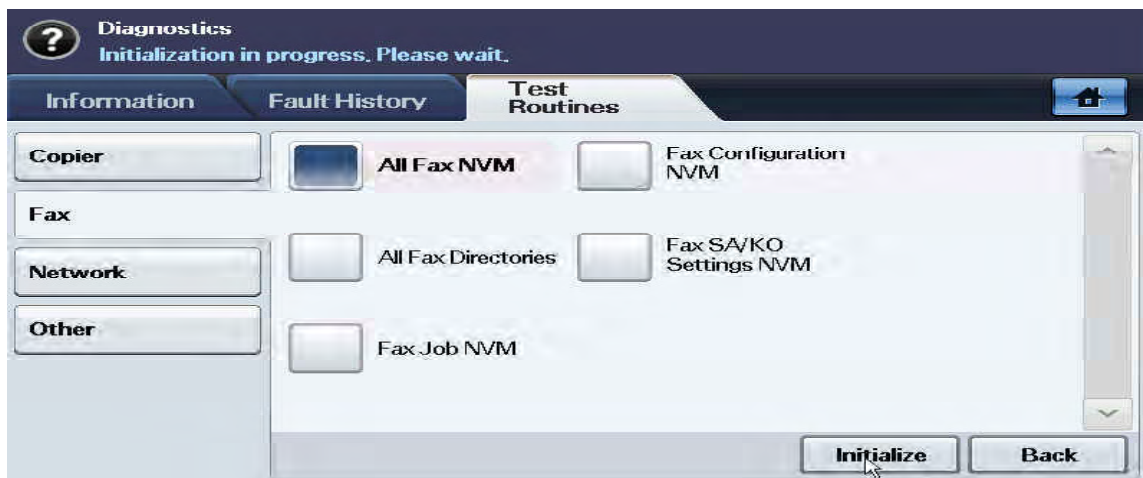 Diagnostics
Initialization in progress. Please wait.
Information
Fault History
Test
Routines
Copier
Fax
Network
Other
All Fax NVM
Fax Configuration
NVM
All Fax Directories
Fax SA/KO
Settings NVM
Fax Job NVM
Initialize
Back